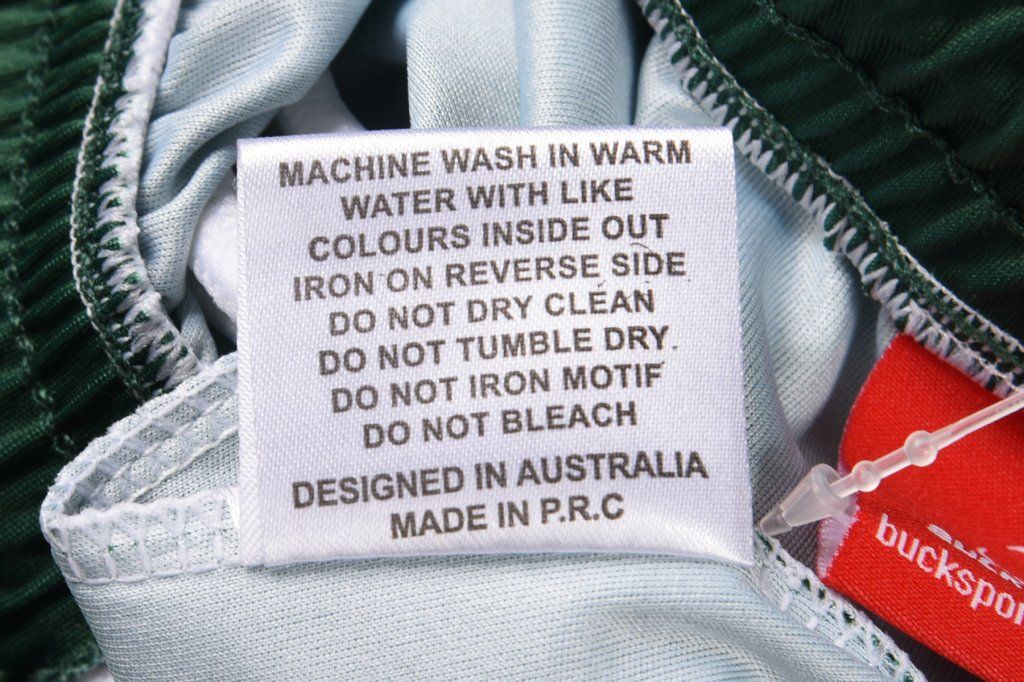 MACHINE WASH IN WARM
WATER WITH LIKE
COLOURS INSIDE OUT
IRON ON REVERSE SIDE
DO NOT DRY CLEAN
DO NOT TUMBLE DRY.
DO NOT IRON MOTIF
DO NOT BLEACH
DESIGNED IN AUSTRALIA
MADE IN P.R.C
buckspor